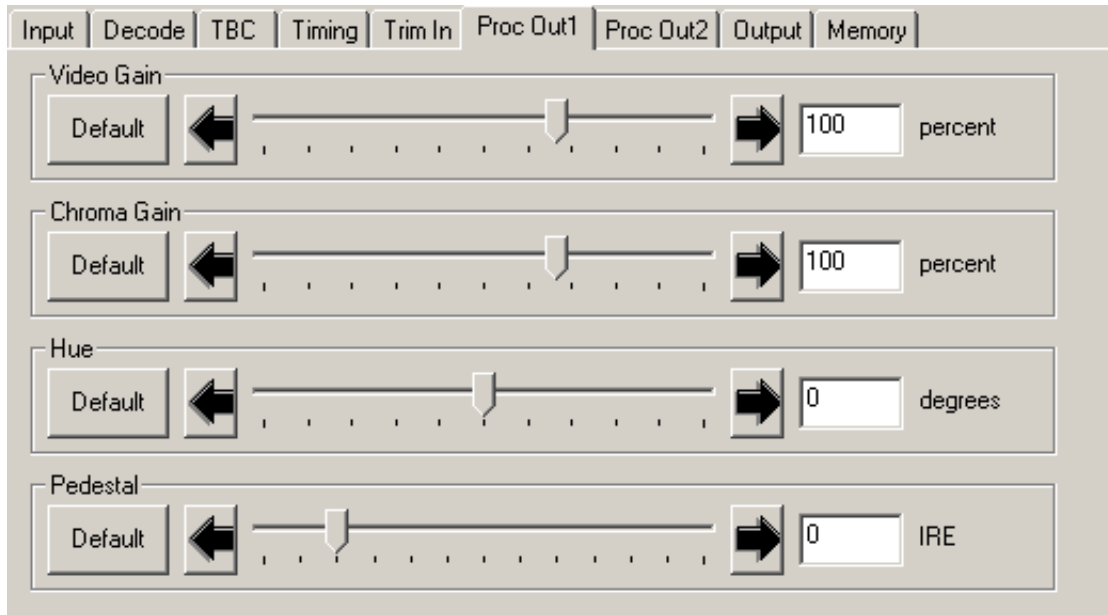 Input Decode TBC Timing Trim In Proc Out1 Proc Out2 Output Memory
Video Gain
Default 100 percent
Chroma Gain
Default 100 percent
Hue
Default 0 degrees
Pedestal
Default 0 IRE